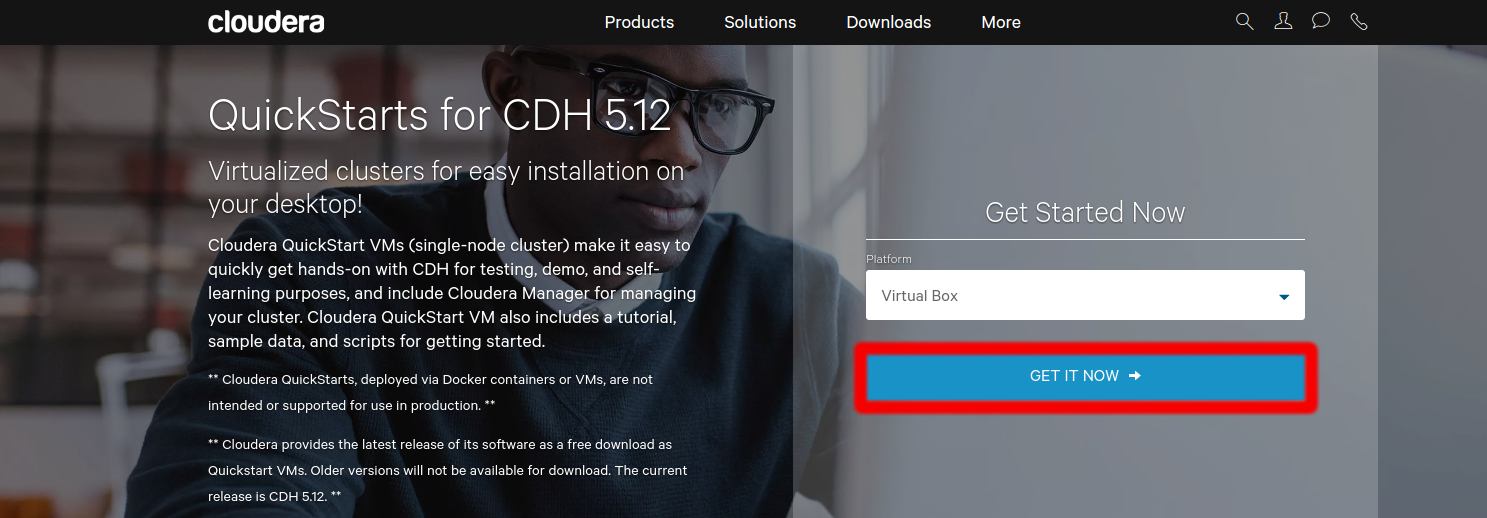 cloudera Products Solutions Downloads More
QuickStarts for CDH 5.12
Virtualized clusters for easy installation on
your desktop!
Cloudera QuickStart VMs (single-node cluster) make it easy to
quickly get hands-on with CDH for testing, demo, and self-
learning purposes, and include Cloudera Manager for managing
your cluster. Cloudera QuickStart VM also includes a tutorial,
sample data, and scripts for getting started.
** Cloudera QuickStarts, deployed via Docker containers or VMs, are not
intended or supported for use in production. **
** Cloudera provides the latest release of its software as a free download as
Quickstart VMs. Older versions will not be available for download. The current
release is CDH 5.12. **
Get Started Now
Platform
Virtual Box
GET IT NOW